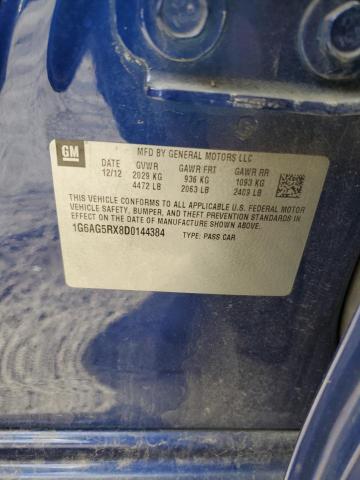 GM
MFD BY GENERAL MOTORS LLC
DATE GVWR GAWR FRT GAWR RR
12/12 2029 KG 936 KG 1093 KG
4472 LB 2063 LB 2409 LB
THIS VEHICLE CONFORMS TO ALL APPLICABLE U.S. FEDERAL MOTOR
VEHICLE SAFETY, BUMPER, AND THEFT PREVENTION STANDARDS IN
EFFECT ON THE DATE OF MANUFACTURE SHOWN ABOVE.
1G6AG5RX8D0144384 TYPE: PASS CAR